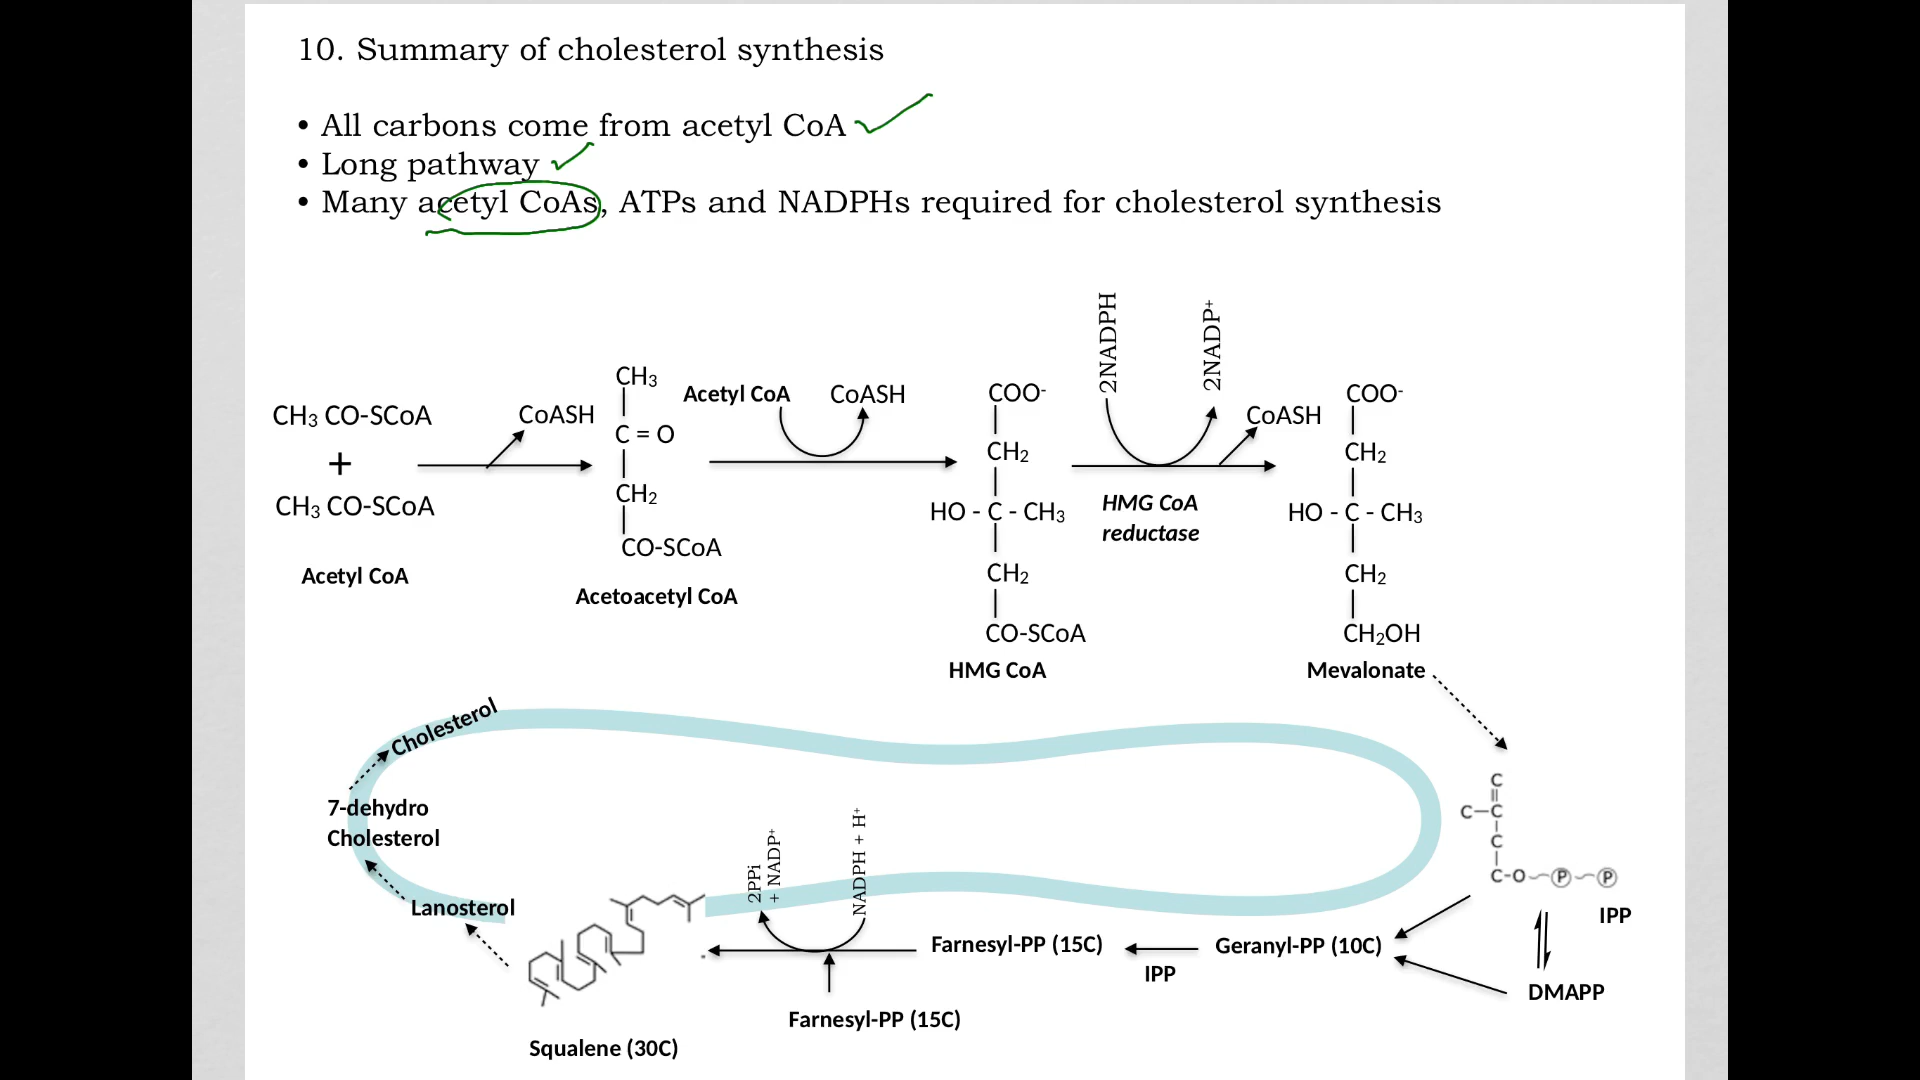 10. Summary of cholesterol synthesis
• All carbons come from acetyl CoA
• Long pathway
• Many acetyl CoAs, ATPs and NADPHs required for cholesterol synthesis
2NADPH
2NADP+
CH3 CO-SCoA
+
CH3 CO-SCoA
Acetyl CoA
CoASH
CH3
C = O
CH2
CO-SCoA
Acetoacetyl CoA
Acetyl CoA
CoASH
COO-
CH2
HO - C - CH3
CH2
CO-SCoA
HMG CoA
HMG CoA
reductase
CoASH
COO-
CH2
HO - C - CH3
CH2
CH2OH
Mevalonate
C
C-C
C
C-O P P
IPP
DMAPP
Geranyl-PP (10C)
IPP
Farnesyl-PP (15C)
NADPH + H+
2PPi
+ NADP+
Farnesyl-PP (15C)
Squalene (30C)
Lanosterol
7-dehydro
Cholesterol
Cholesterol